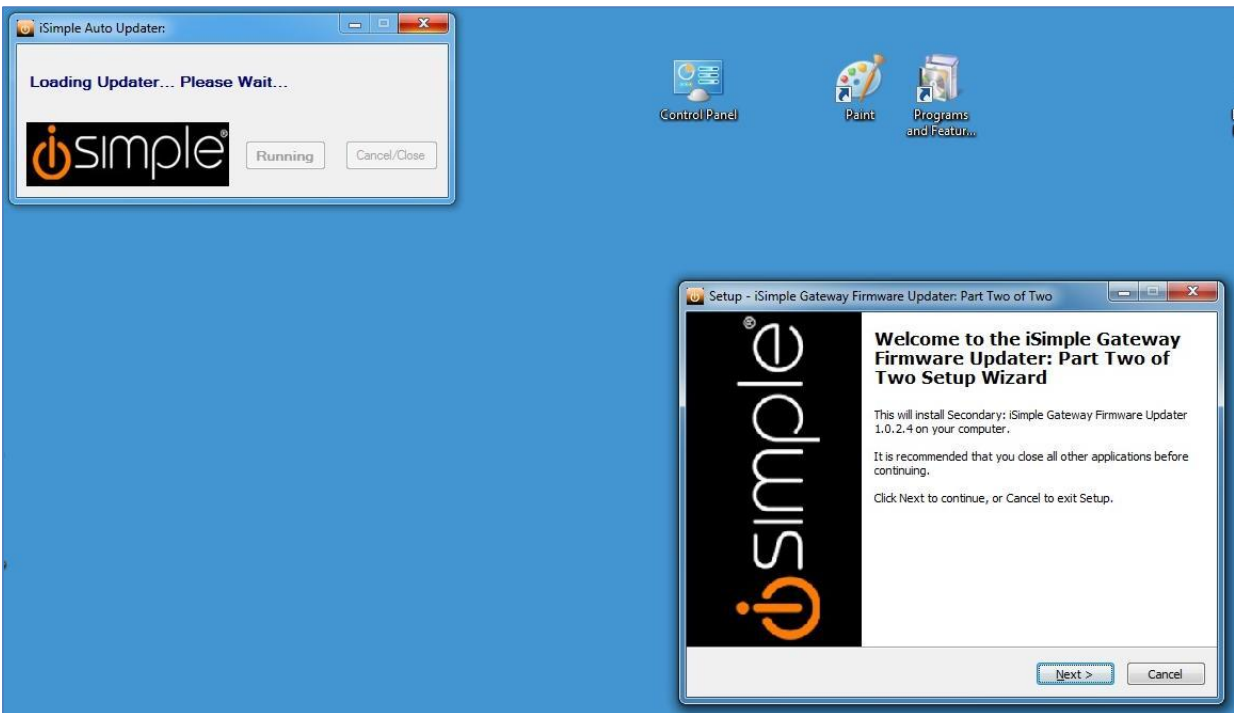 iSimple Auto Updater:
Loading Updater... Please Wait...
isimple®
Running
Cancel/Close
Control Panel
Paint
Programs
and Featur...
Setup - iSimple Gateway Firmware Updater: Part Two of Two
isimple®
Welcome to the iSimple Gateway
Firmware Updater: Part Two of
Two Setup Wizard
This will install Secondary: iSimple Gateway Firmware Updater
1.0.2.4 on your computer.
It is recommended that you close all other applications before
continuing.
Click Next to continue, or Cancel to exit Setup.
Next >
Cancel